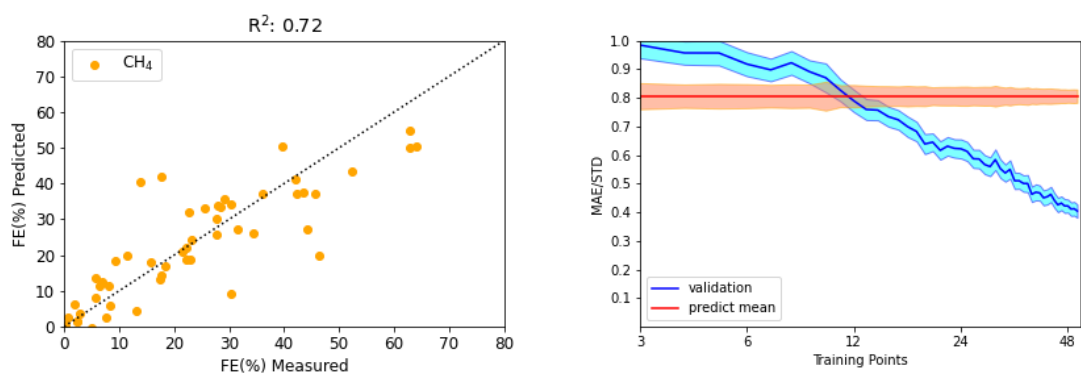 R²: 0.72
80
70
60
50
40
30
20
10
0
FE(%) Predicted
CH₄
0 10 20 30 40 50 60 70 80
FE(%) Measured
1.0
0.9
0.8
0.7
0.6
0.5
0.4
0.3
0.2
0.1
MAE/STD
validation
predict mean
3 6 12 24 48
Training Points